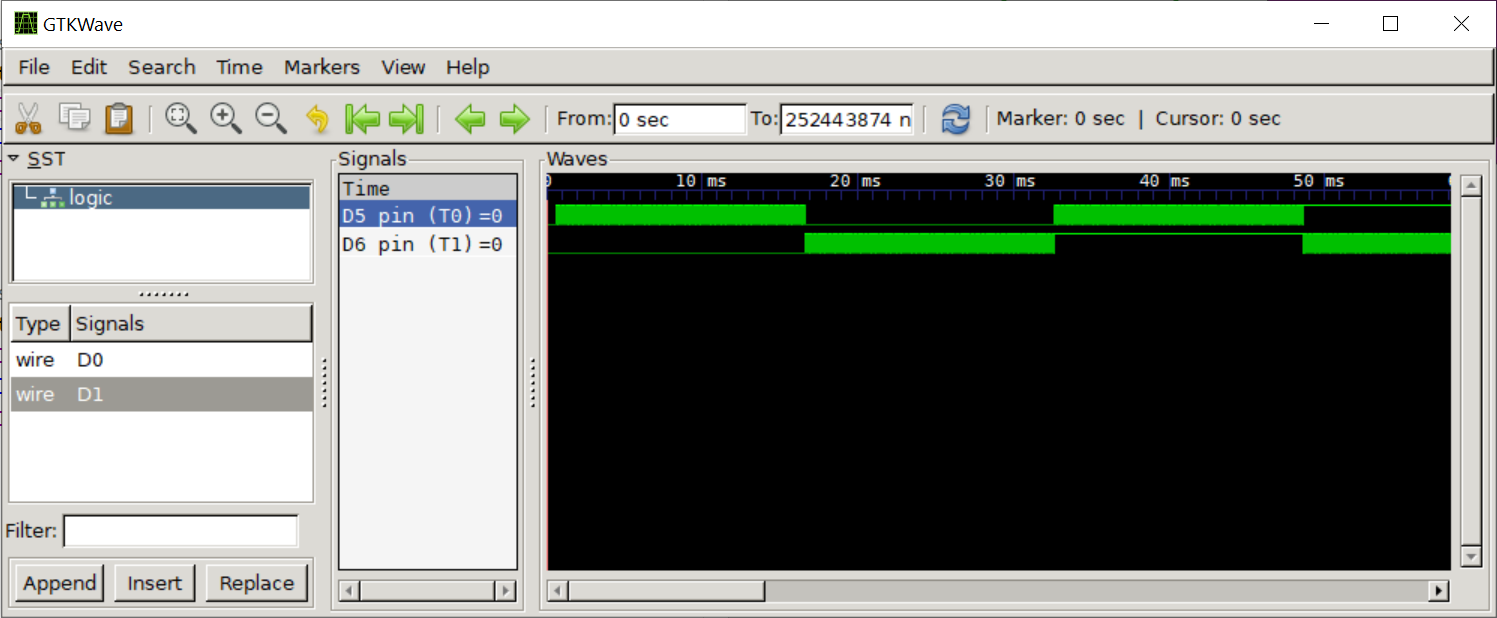 GTKWave
File Edit Search Time Markers View Help
From: 0 sec To: 252443874 n Marker: 0 sec | Cursor: 0 sec
SST
logic
Type Signals
wire D0
wire D1
Filter:
Append Insert Replace
Signals
Time
D5 pin (T0)=0
D6 pin (T1)=0
Waves
10 ms 20 ms 30 ms 40 ms 50 ms